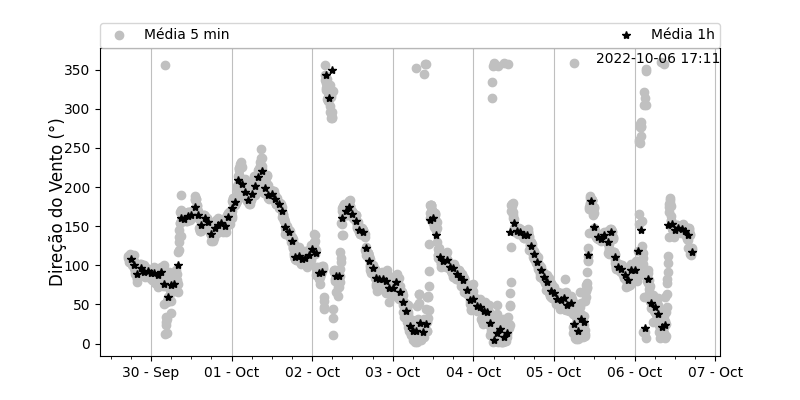 Média 5 min
Média 1h
2022-10-06 17:11
Direção do Vento (°)
350
300
250
200
150
100
50
0
30 - Sep
01 - Oct
02 - Oct
03 - Oct
04 - Oct
05 - Oct
06 - Oct
07 - Oct